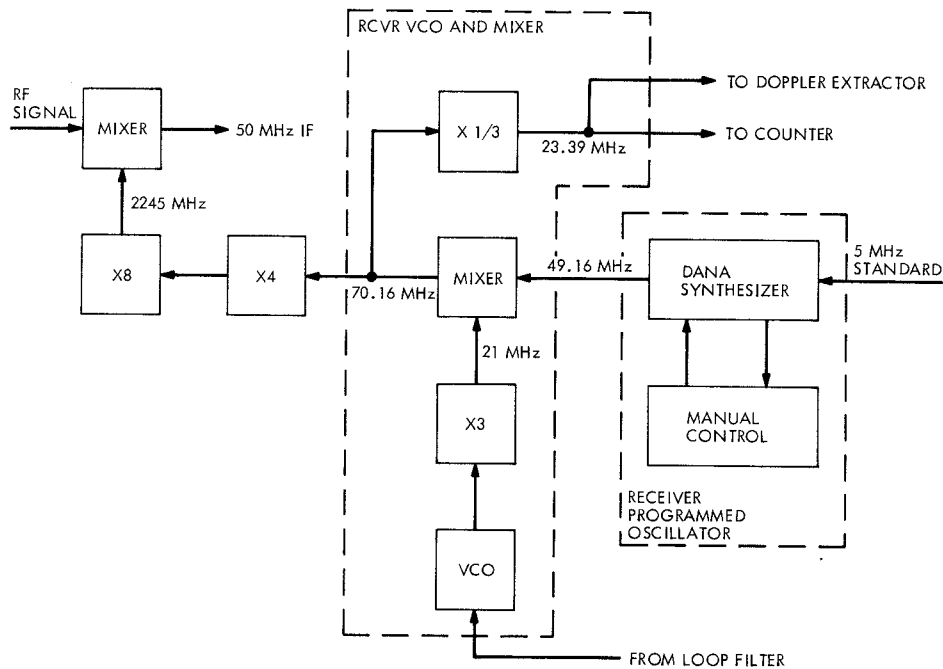 RCVR VCO AND MIXER
RF
SIGNAL
MIXER
50 MHz IF
X 1/3
23.39 MHz
TO DOPPLER EXTRACTOR
TO COUNTER
2245 MHz
X8
X4
70.16 MHz
MIXER
49.16 MHz
DANA
SYNTHESIZER
5 MHz
STANDARD
21 MHz
X3
MANUAL
CONTROL
RECEIVER
PROGRAMMED
OSCILLATOR
VCO
FROM LOOP FILTER